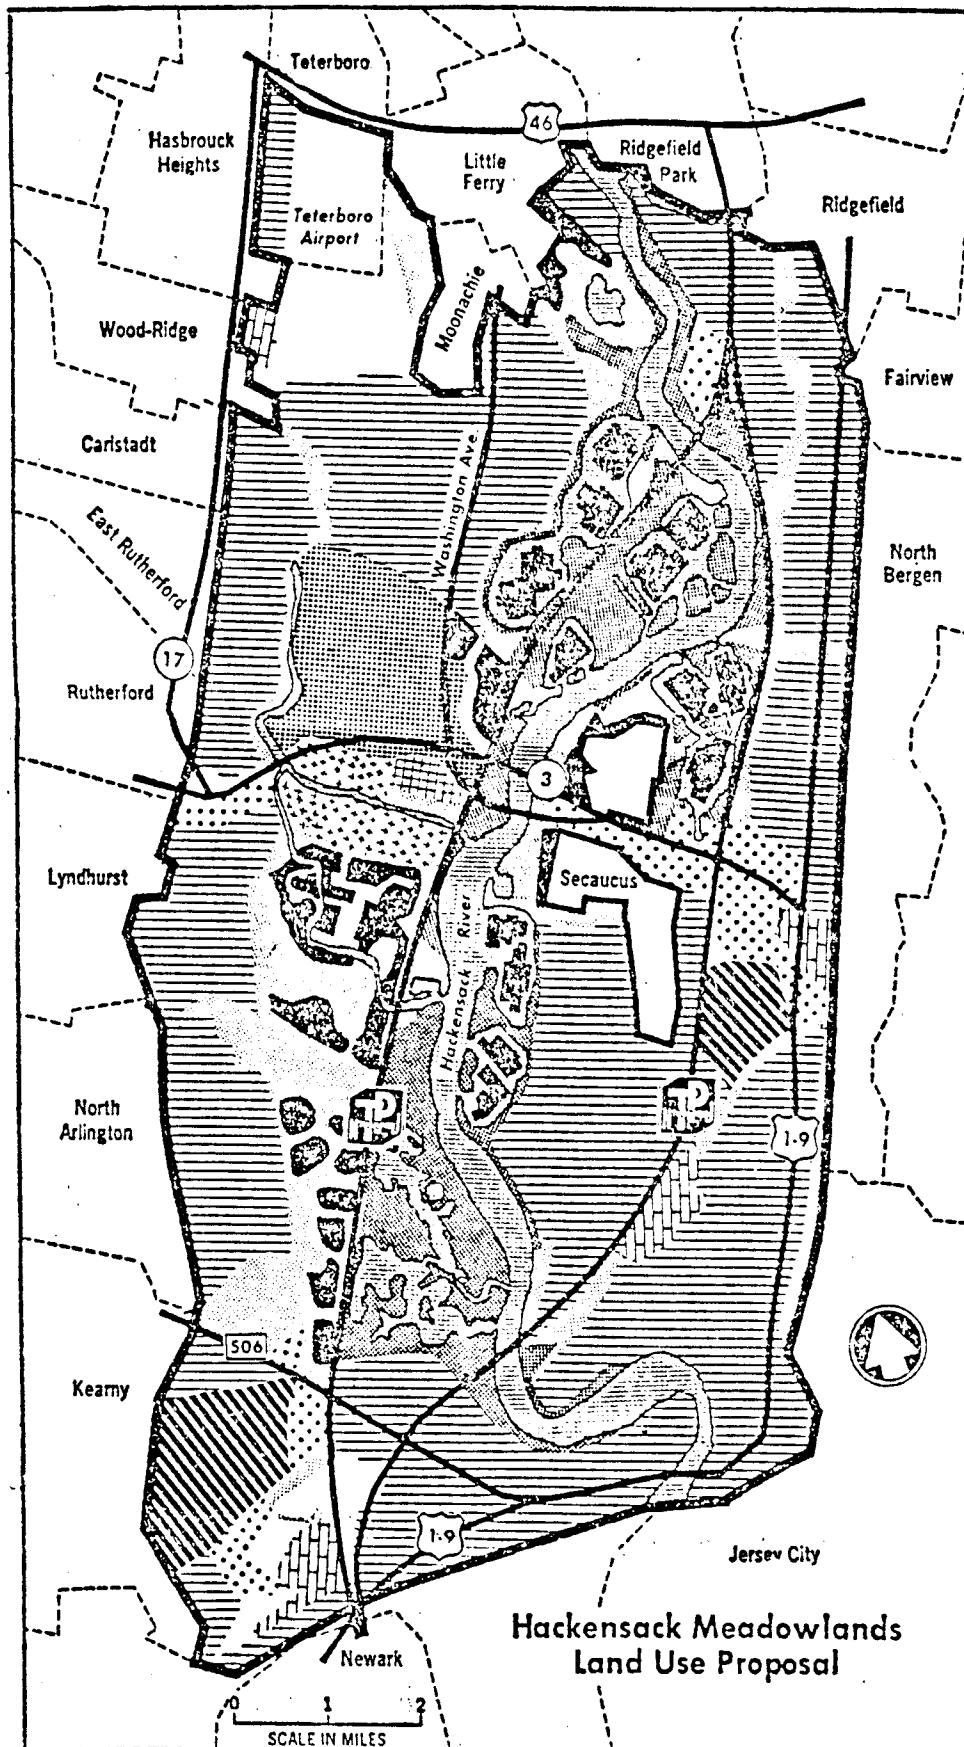 Teterboro
46
Hasbrouck
Heights
Little
Ferry
Ridgefield
Park
Ridgefield
Teterboro
Airport
Moonachie
Wood-Ridge
Fairview
Carlstadt
Washington Ave
East Rutherford
North
Bergen
17
Rutherford
3
Lyndhurst
Secaucus
Hackensack River
North
Arlington
1-9
506
Kearny
1-9
Jersey City
Hackensack Meadowlands
Land Use Proposal
Newark
0 1 2
SCALE IN MILES